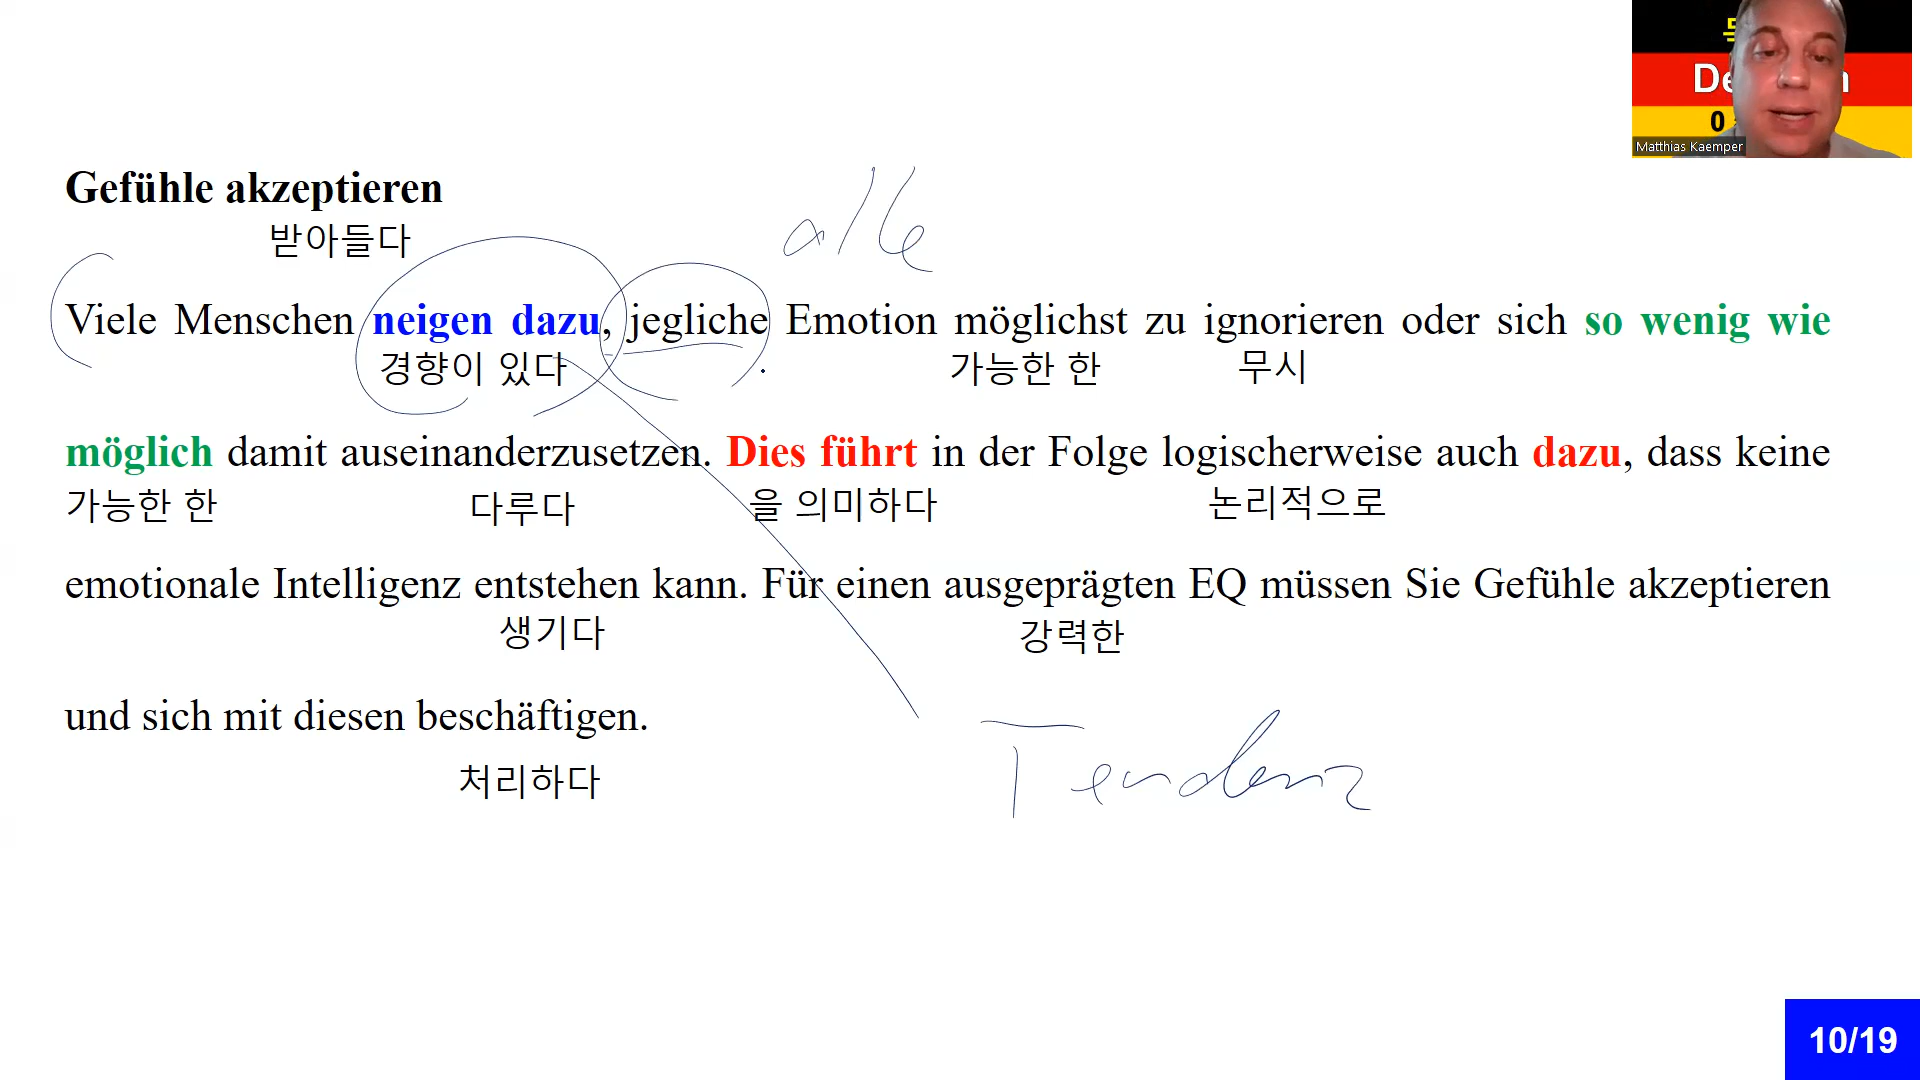 De
0
Matthias Kaemper
Gefühle akzeptieren
받아들다
alle
Viele Menschen neigen dazu, jegliche Emotion möglichst zu ignorieren oder sich so wenig wie
경향이 있다 가능한 한 무시
möglich damit auseinanderzusetzen. Dies führt in der Folge logischerweise auch dazu, dass keine
가능한 한 다루다 을 의미하다 논리적으로
emotionale Intelligenz entstehen kann. Für einen ausgeprägten EQ müssen Sie Gefühle akzeptieren
생기다 강력한
und sich mit diesen beschäftigen.
처리하다
Tendenz
10/19